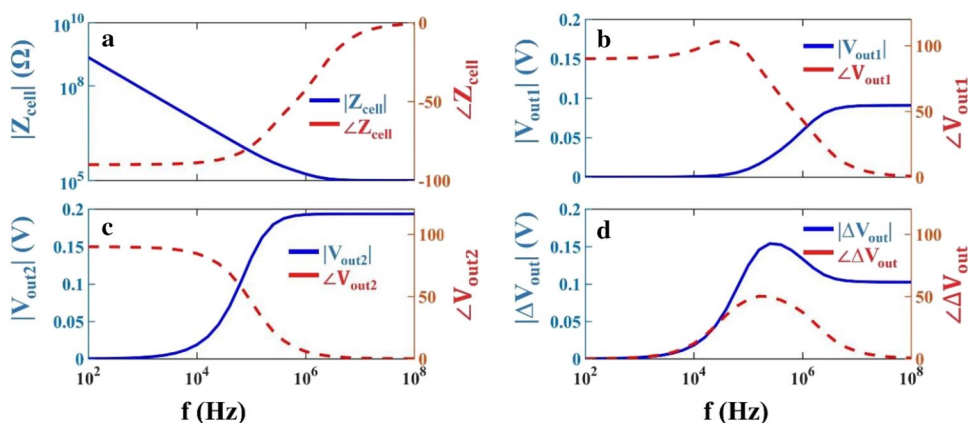 a
10^10
10^8
10^5
|Z_cell| (Ω)
0
-50
-100
∠Z_cell
|Z_cell|
∠Z_cell
b
0.2
0.15
0.1
0.05
0
|V_out1| (V)
100
50
0
∠V_out1
|V_out1|
∠V_out1
c
0.2
0.15
0.1
0.05
0
|V_out2| (V)
100
50
0
∠V_out2
|V_out2|
∠V_out2
10^2
10^4
10^6
10^8
f (Hz)
d
0.2
0.15
0.1
0.05
0
|ΔV_out| (V)
100
50
0
∠ΔV_out
|ΔV_out|
∠ΔV_out
10^2
10^4
10^6
10^8
f (Hz)